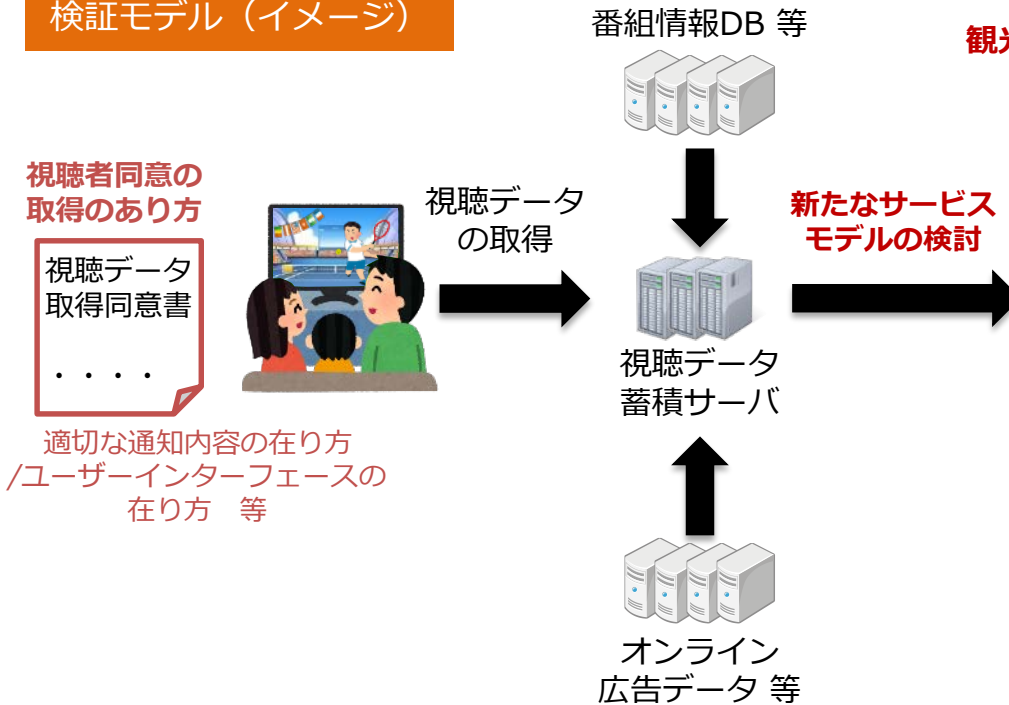 検証モデル（イメージ）
番組情報DB 等
視聴者同意の
取得のあり方
視聴データ
取得同意書
・・・・
適切な通知内容の在り方
/ユーザーインターフェースの
在り方　等
視聴データ
の取得
視聴データ
蓄積サーバ
オンライン
広告データ 等
新たなサービス
モデルの検討